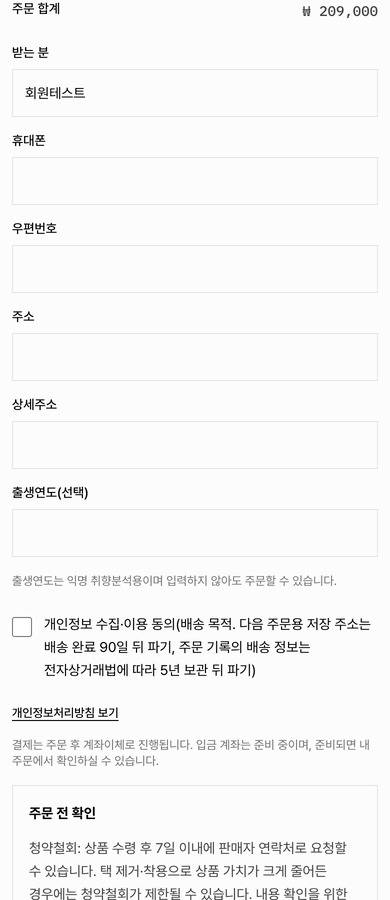 주문 합계
₩ 209,000
받는 분
회원테스트
휴대폰
우편번호
주소
상세주소
출생연도(선택)
출생연도는 익명 취향분석용이며 입력하지 않아도 주문할 수 있습니다.
개인정보 수집·이용 동의(배송 목적. 다음 주문용 저장 주소는
배송 완료 90일 뒤 파기, 주문 기록의 배송 정보는
전자상거래법에 따라 5년 보관 뒤 파기)
개인정보처리방침 보기
결제는 주문 후 계좌이체로 진행됩니다. 입금 계좌는 준비 중이며, 준비되면 내
주문에서 확인하실 수 있습니다.
주문 전 확인
청약철회: 상품 수령 후 7일 이내에 판매자 연락처로 요청할
수 있습니다. 택 제거·착용으로 상품 가치가 크게 줄어든
경우에는 청약철회가 제한될 수 있습니다. 내용 확인을 위한